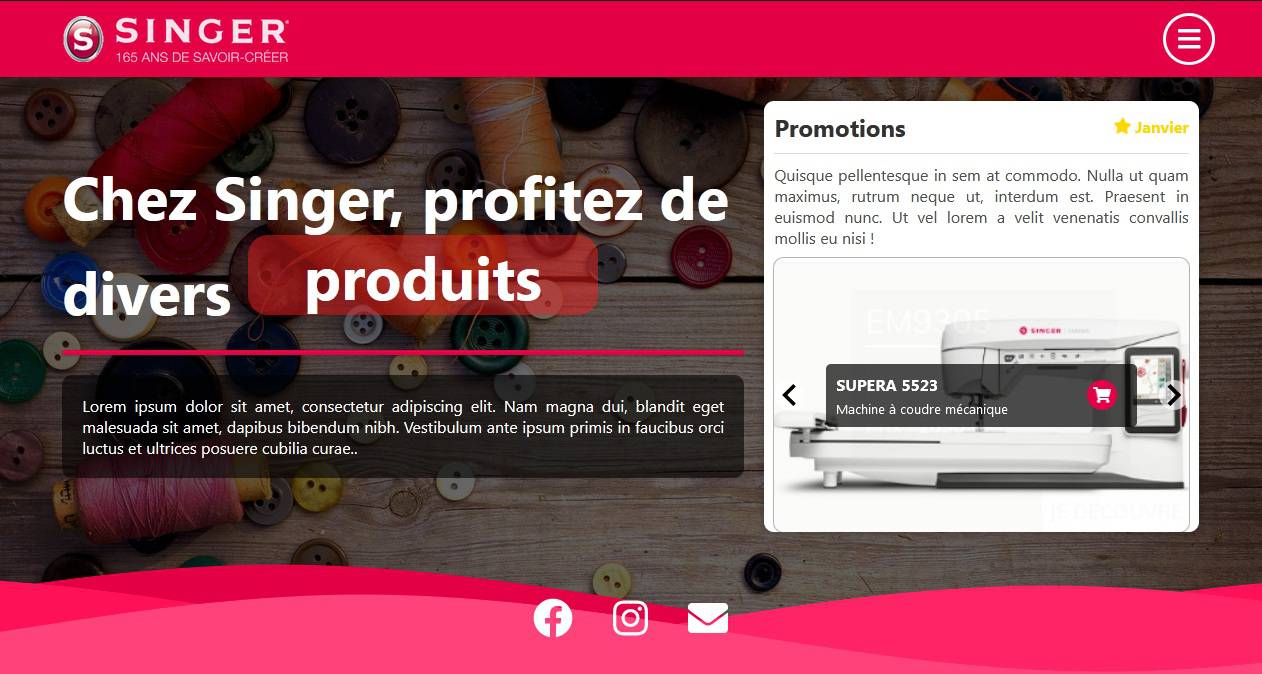 S SINGER
165 ANS DE SAVOIR-CRÉER
Chez Singer, profitez de
divers produits
Lorem ipsum dolor sit amet, consectetur adipiscing elit. Nam magna dui, blandit eget
malesuada sit amet, dapibus bibendum nibh. Vestibulum ante ipsum primis in faucibus orci
luctus et ultrices posuere cubilia curae..
Promotions Janvier
Quisque pellentesque in sem at commodo. Nulla ut quam
maximus, rutrum neque ut, interdum est. Praesent in
euismod nunc. Ut vel lorem a velit venenatis convallis
mollis eu nisi !
EM9305
SINGER
SUPERA 5523
Machine à coudre mécanique
JE DÉCOUVRE